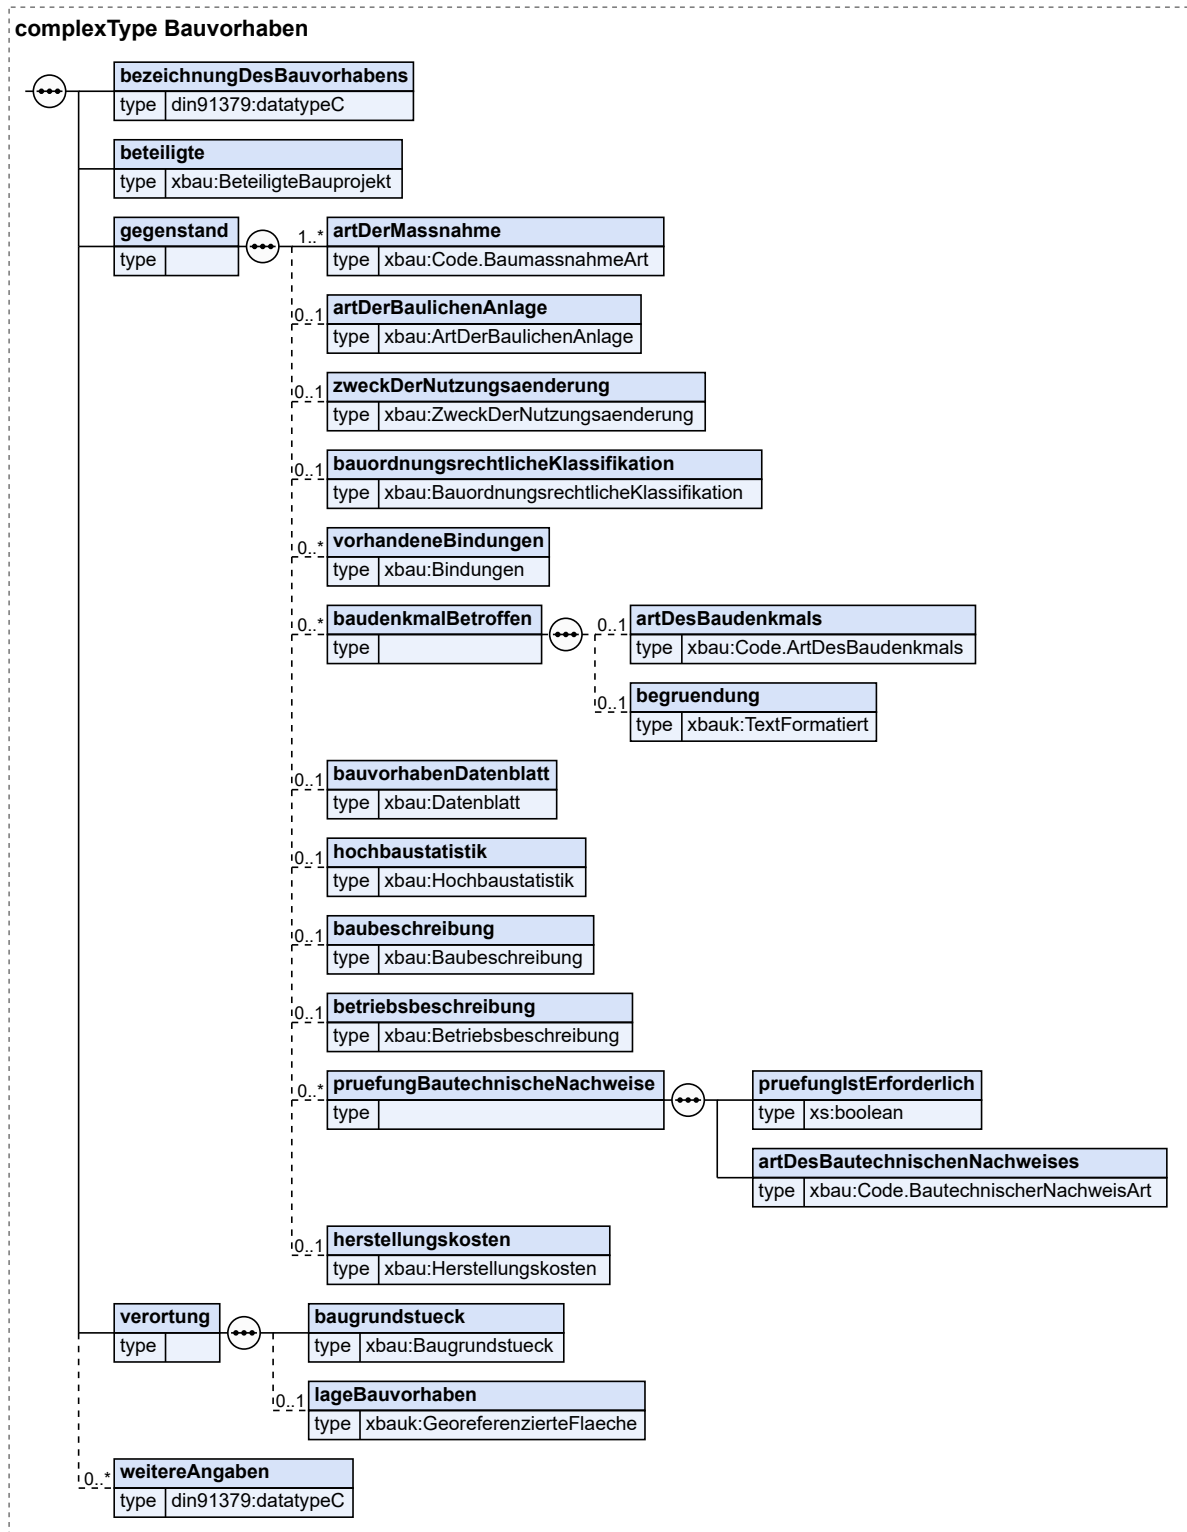 complexType Bauvorhaben
bezeichnungDesBauvorhabens
type din91379:datatypeC
beteiligte
type xbau:BeteiligteBauprojekt
gegenstand
type
1..* artDerMassnahme
type xbau:Code.BaumassnahmeArt
0..1 artDerBaulichenAnlage
type xbau:ArtDerBaulichenAnlage
0..1 zweckDerNutzungsaenderung
type xbau:ZweckDerNutzungsaenderung
0..1 bauordnungsrechtlicheKlassifikation
type xbau:BauordnungsrechtlicheKlassifikation
0..* vorhandeneBindungen
type xbau:Bindungen
0..* baudenkmalBetroffen
type
0..1 artDesBaudenkmals
type xbau:Code.ArtDesBaudenkmals
0..1 begruendung
type xbauk:TextFormatiert
0..1 bauvorhabenDatenblatt
type xbau:Datenblatt
0..1 hochbaustatistik
type xbau:Hochbaustatistik
0..1 baubeschreibung
type xbau:Baubeschreibung
0..1 betriebsbeschreibung
type xbau:Betriebsbeschreibung
0..* pruefungBautechnischeNachweise
type
pruefungIstErforderlich
type xs:boolean
artDesBautechnischenNachweises
type xbau:Code.BautechnischerNachweisArt
0..1 herstellungskosten
type xbau:Herstellungskosten
verortung
type
baugrundstueck
type xbau:Baugrundstueck
0..1 lageBauvorhaben
type xbauk:GeoreferenzierteFlaeche
0..* weitereAngaben
type din91379:datatypeC